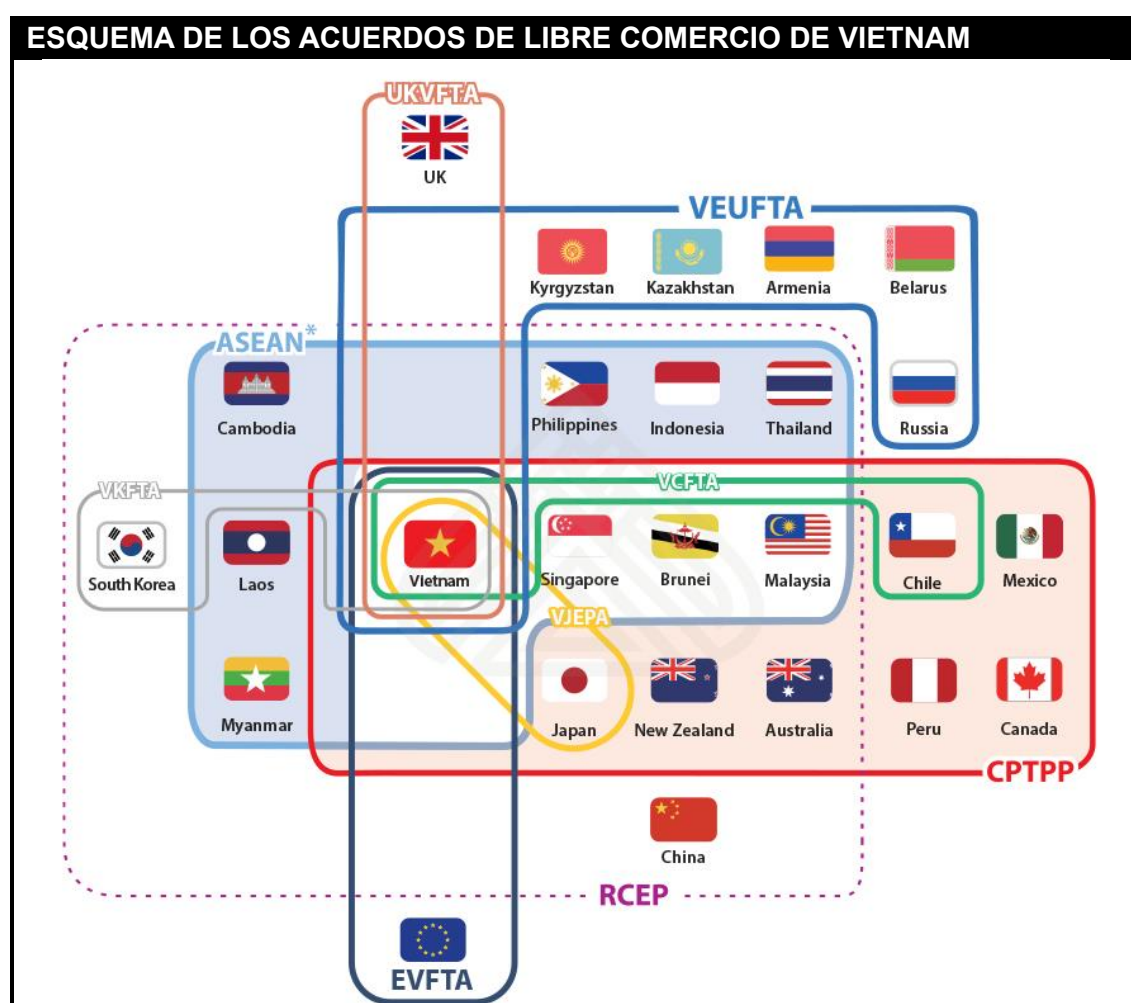 ESQUEMA DE LOS ACUERDOS DE LIBRE COMERCIO DE VIETNAM
UKVFTA
UK
VEUFTA
Kyrgyzstan Kazakhstan Armenia Belarus
ASEAN*
Cambodia Philippines Indonesia Thailand Russia
VKFTA VCFTA
South Korea Laos Vietnam Singapore Brunei Malaysia Chile Mexico
VJEPA
Myanmar Japan New Zealand Australia Peru Canada
CPTPP
China
RCEP
EVFTA